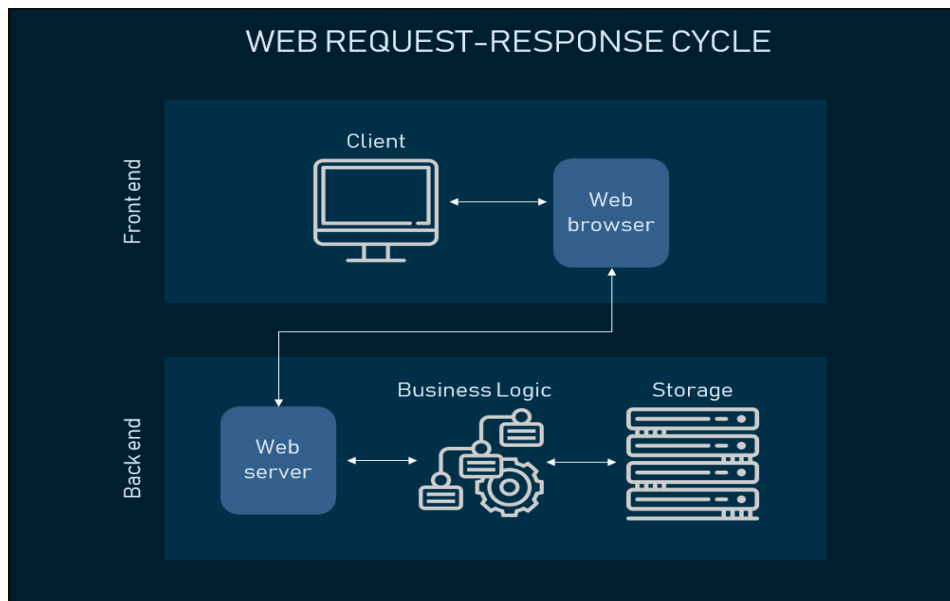 WEB REQUEST-RESPONSE CYCLE
Front end
Client
Web
browser
Back end
Web
server
Business Logic
Storage